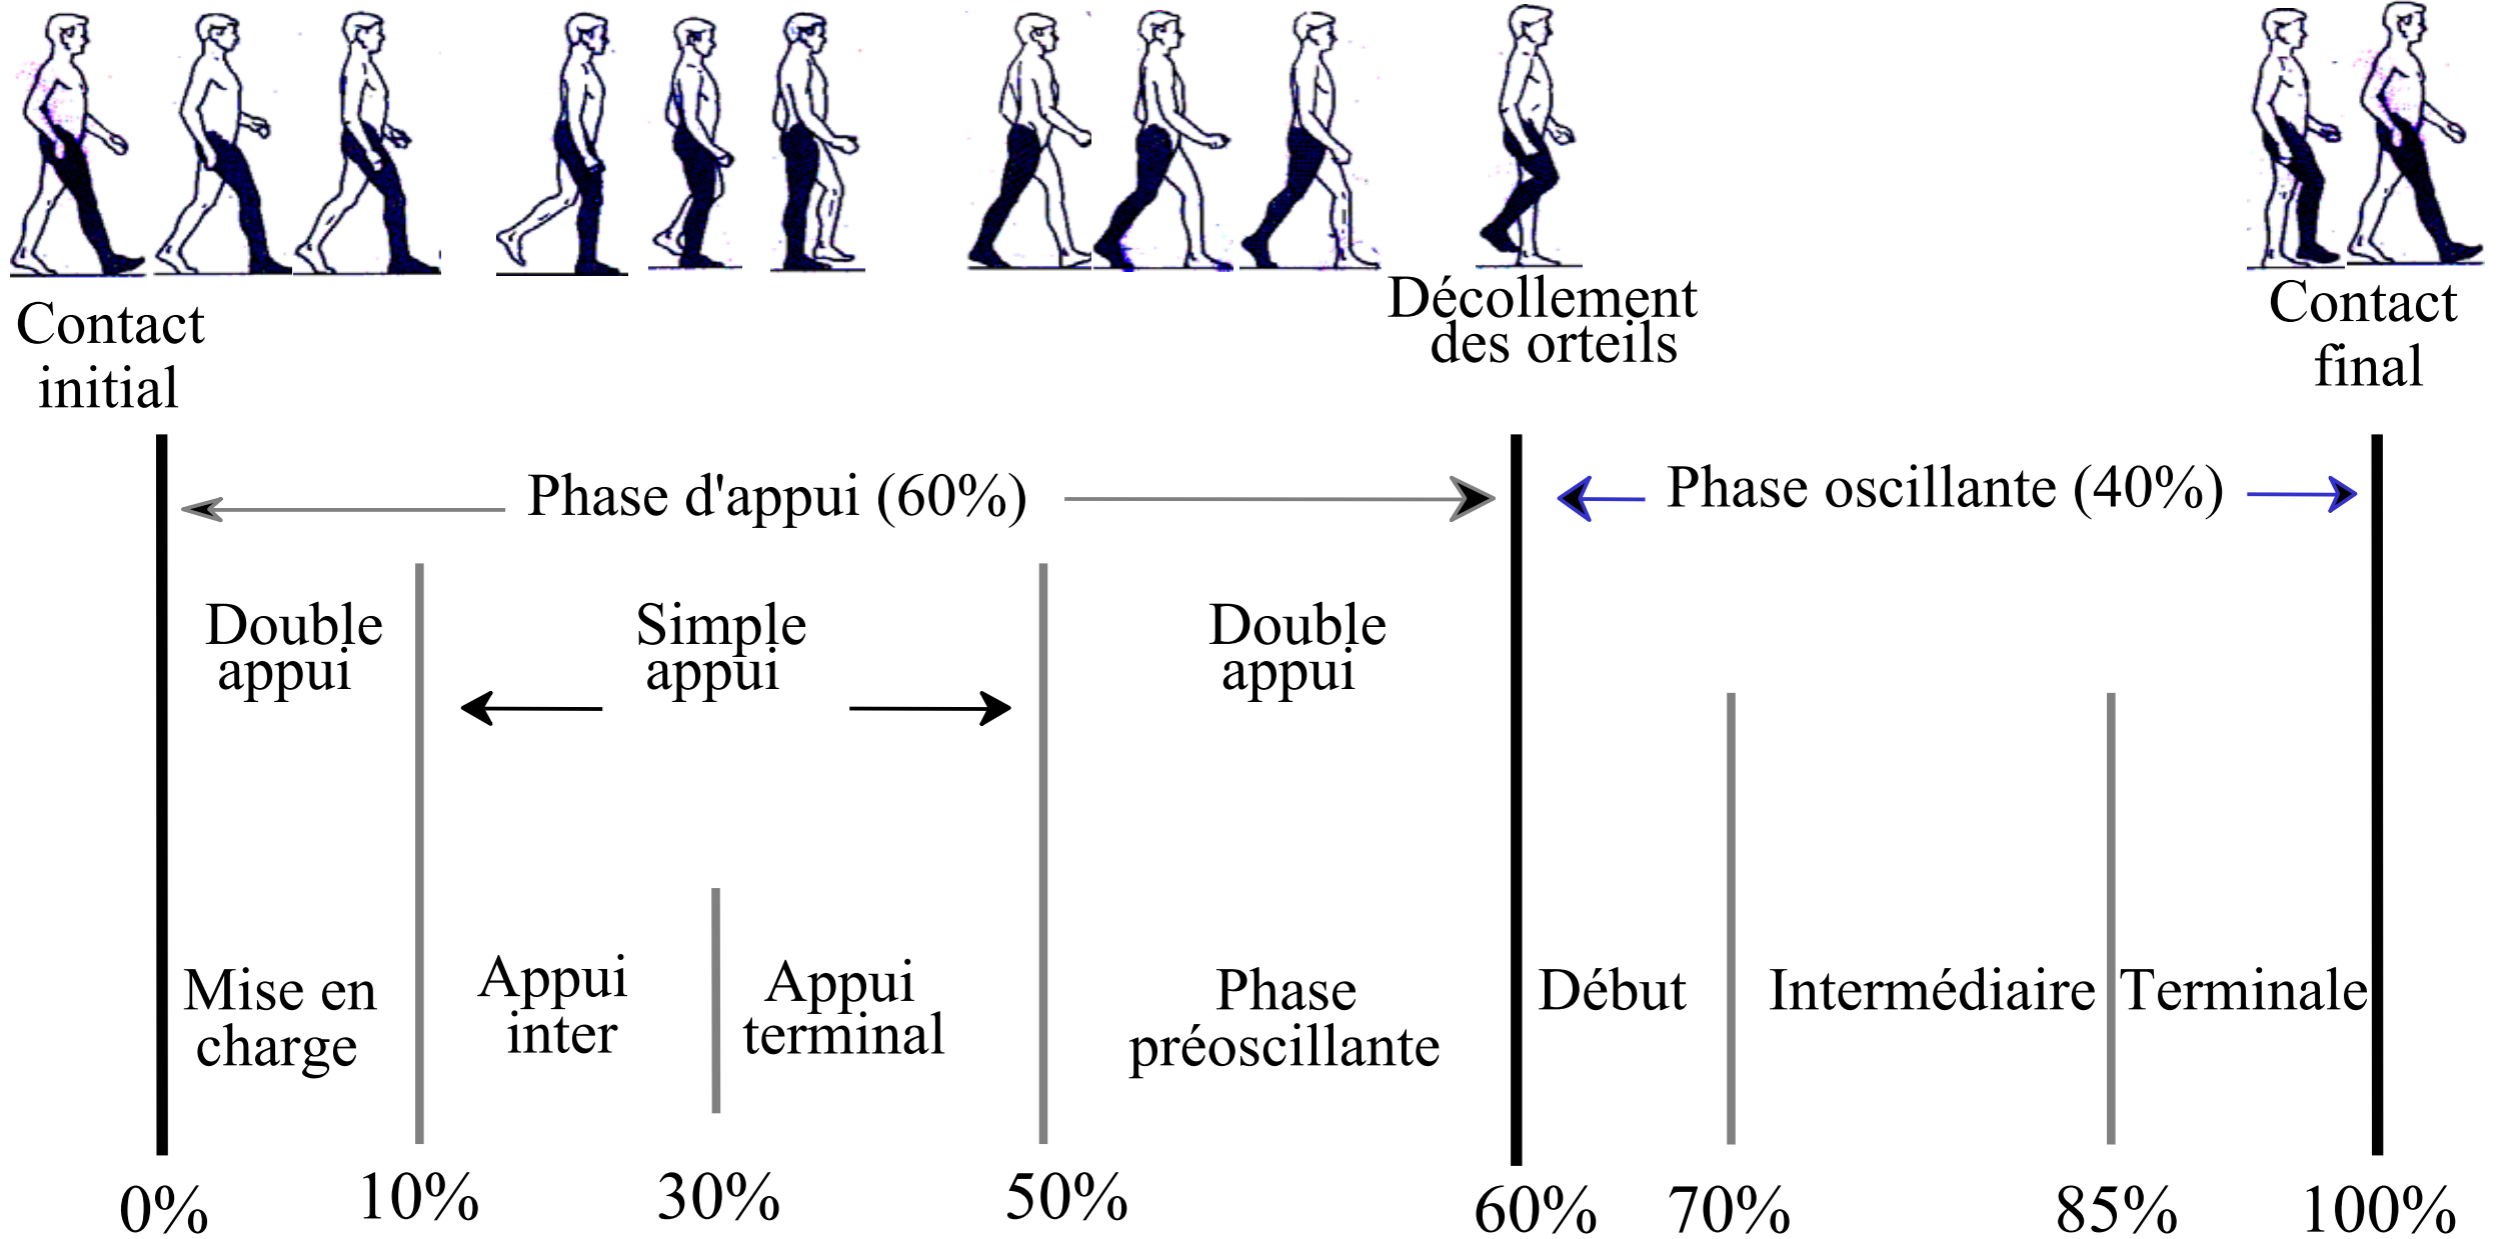 Contact
initial
Décollement
des orteils
Contact
final
Phase d'appui (60%)
Phase oscillante (40%)
Double
appui
Simple
appui
Double
appui
Mise en
charge
Appui
inter
Appui
terminal
Phase
préoscillante
Début
Intermédiaire
Terminale
0%
10%
30%
50%
60%
70%
85%
100%